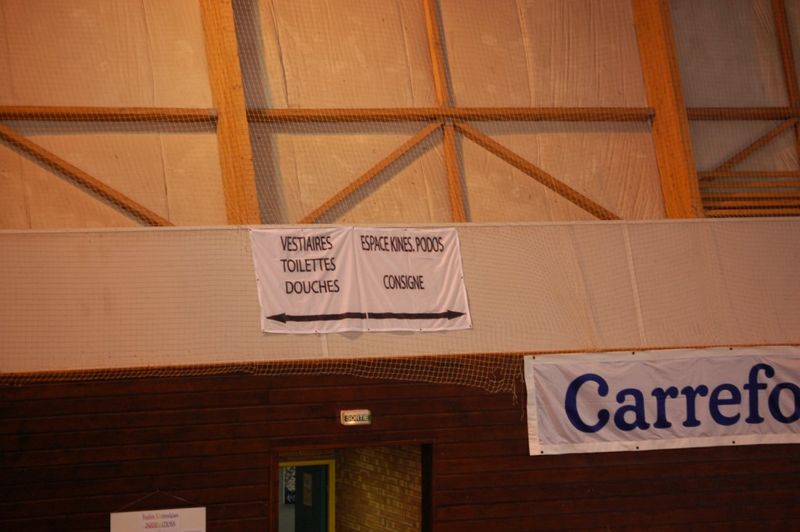 VESTIAIRES
TOILETTES
DOUCHES
ESPACE KINES. PODOS
CONSIGNE
Carrefo
SORTIE